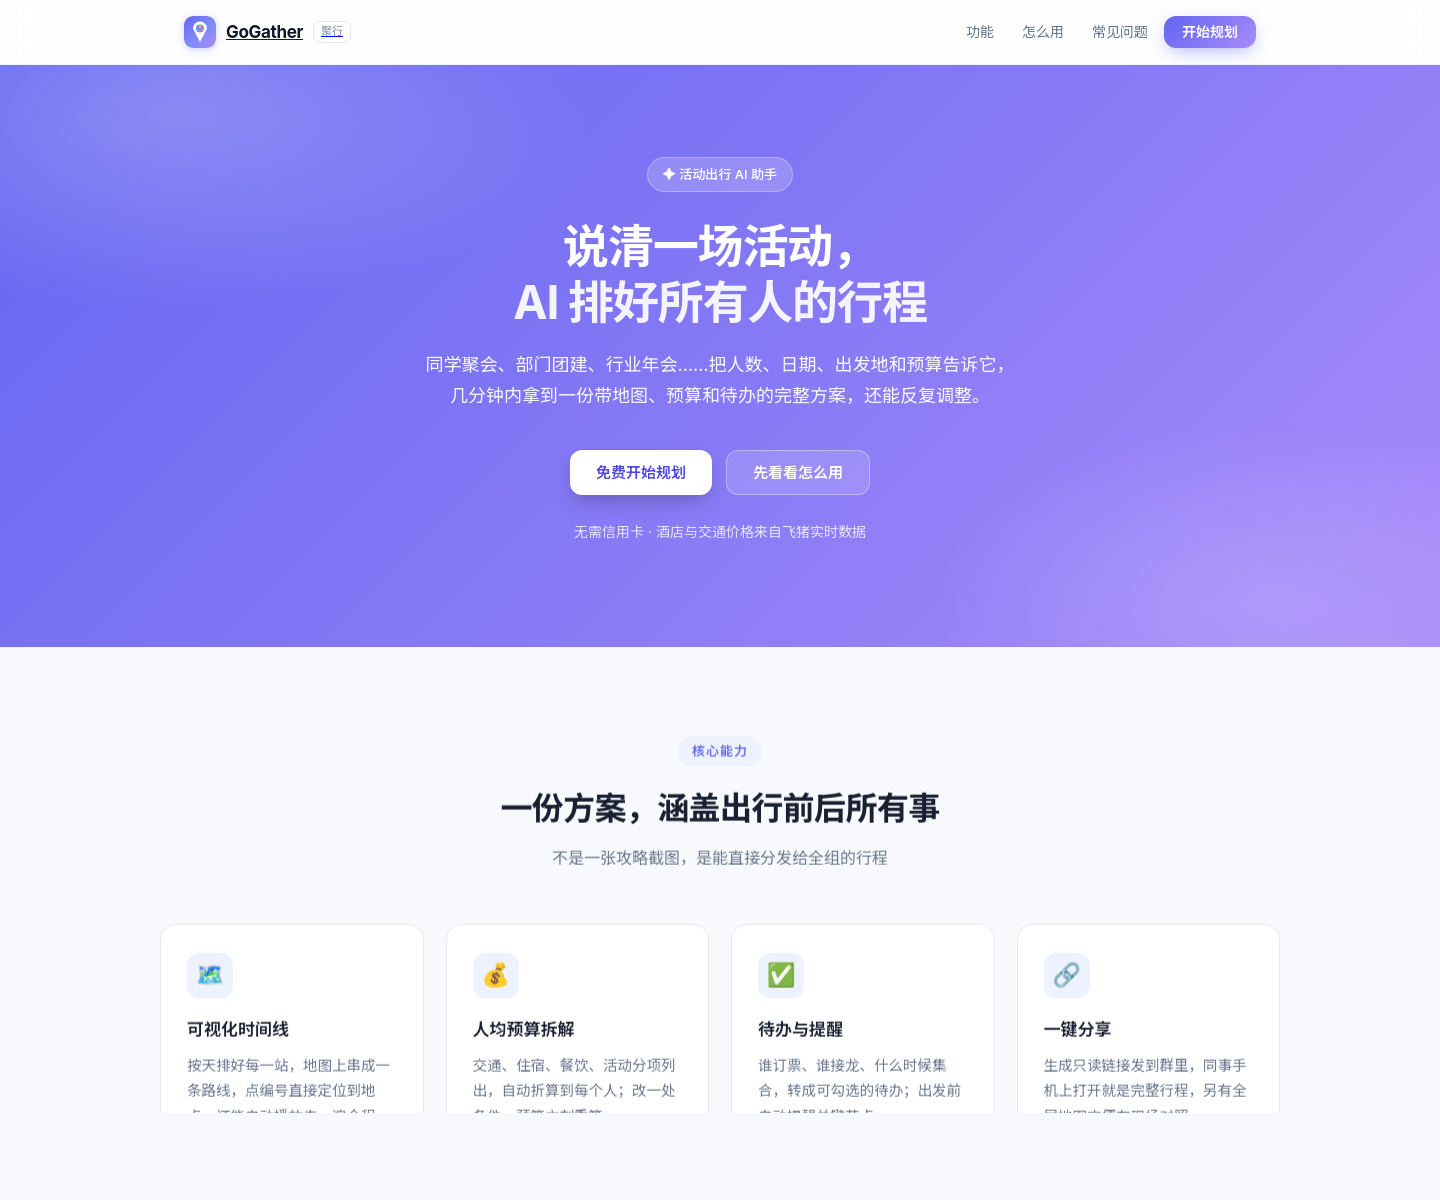 GoGather 聚行 功能 怎么用 常见问题 开始规划
✦ 活动出行 AI 助手
说清一场活动，
AI 排好所有人的行程
同学聚会、部门团建、行业年会……把人数、日期、出发地和预算告诉它，
几分钟内拿到一份带地图、预算和待办的完整方案，还能反复调整。
免费开始规划 先看看怎么用
无需信用卡 · 酒店与交通价格来自飞猪实时数据
核心能力
一份方案，涵盖出行前后所有事
不是一张攻略截图，是能直接分发给全组的行程
可视化时间线
按天排好每一站，地图上串成一
条路线，点编号直接定位到地
人均预算拆解
交通、住宿、餐饮、活动分项列
出，自动折算到每个人；改一处
待办与提醒
谁订票、谁接龙、什么时候集
合，转成可勾选的待办；出发前
一键分享
生成只读链接发到群里，同事手
机上打开就是完整行程，另有全